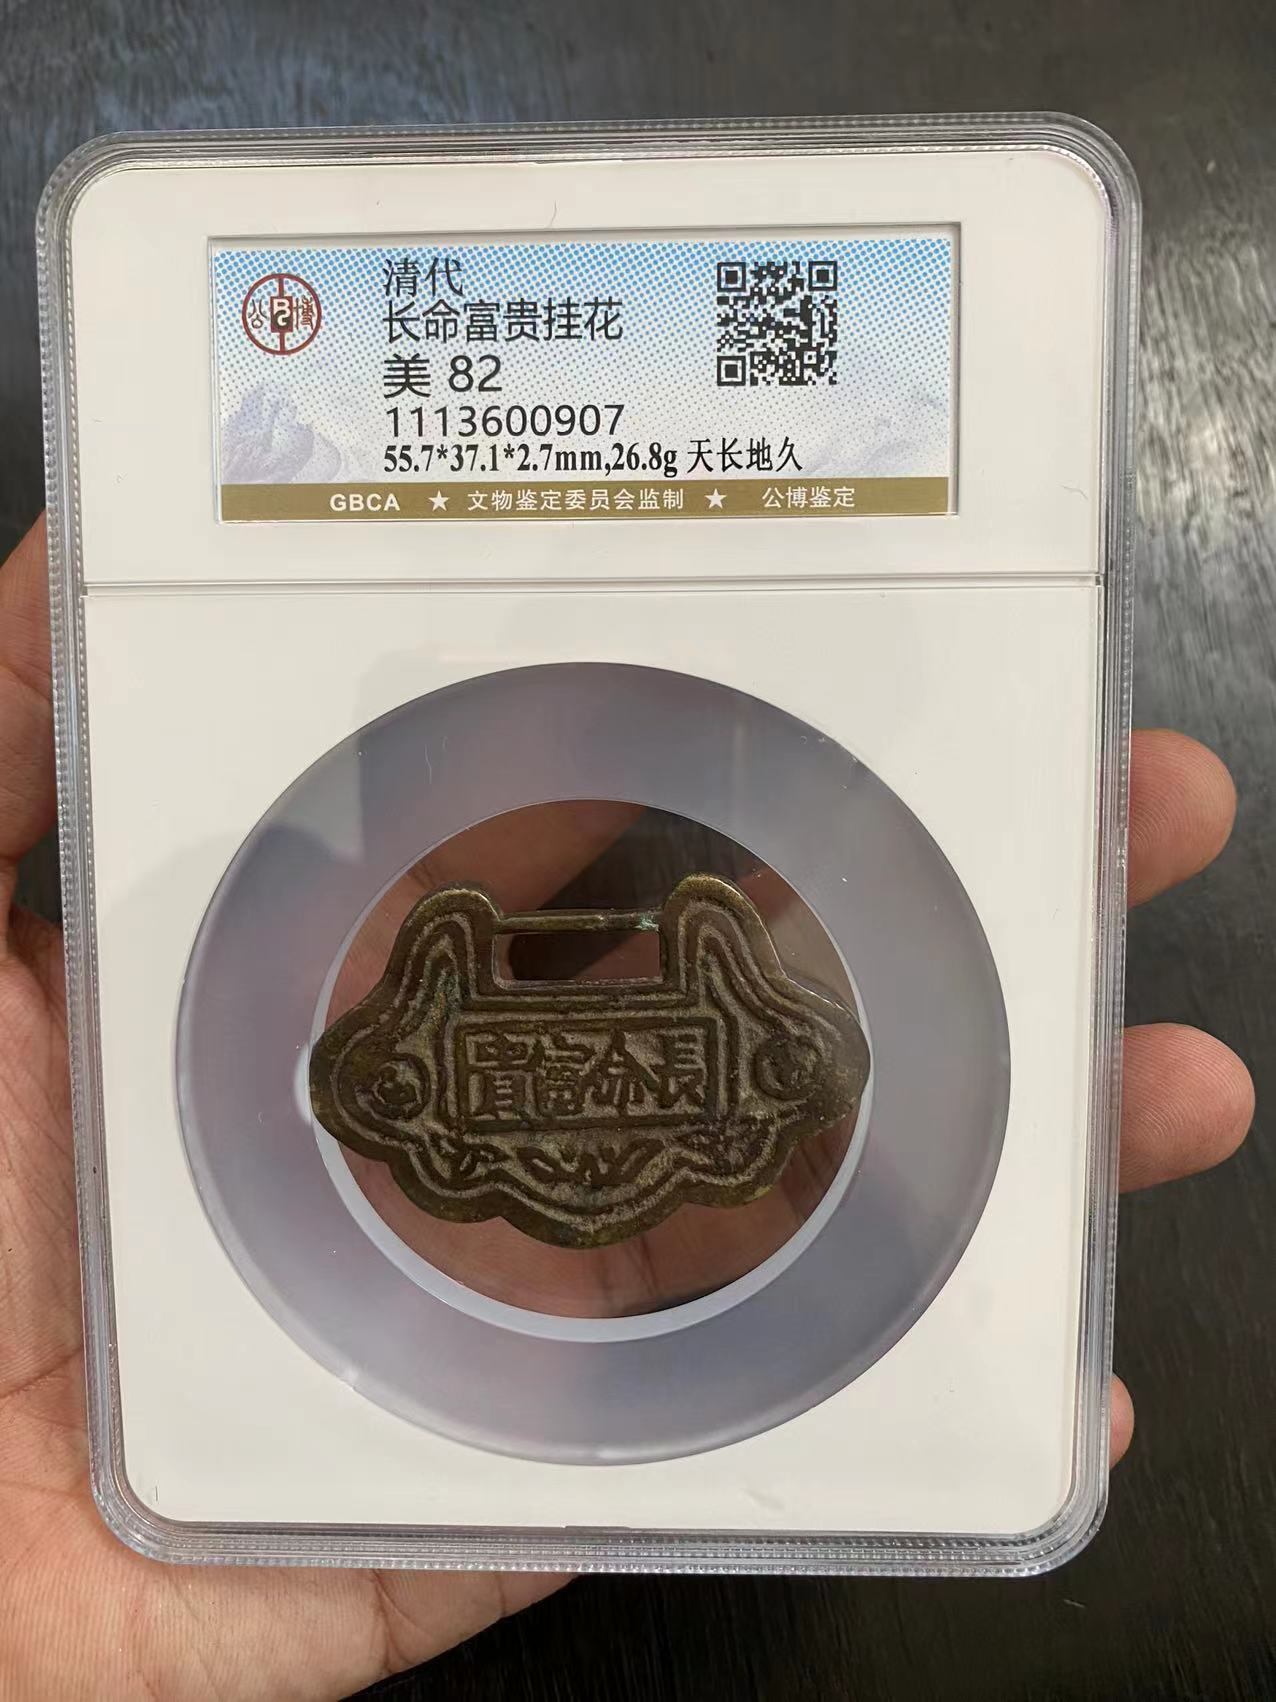 公博
清代
长命富贵挂花
美 82
1113600907
55.7*37.1*2.7mm,26.8g 天长地久
GBCA ★ 文物鉴定委员会监制 ★ 公博鉴定
貴富命長